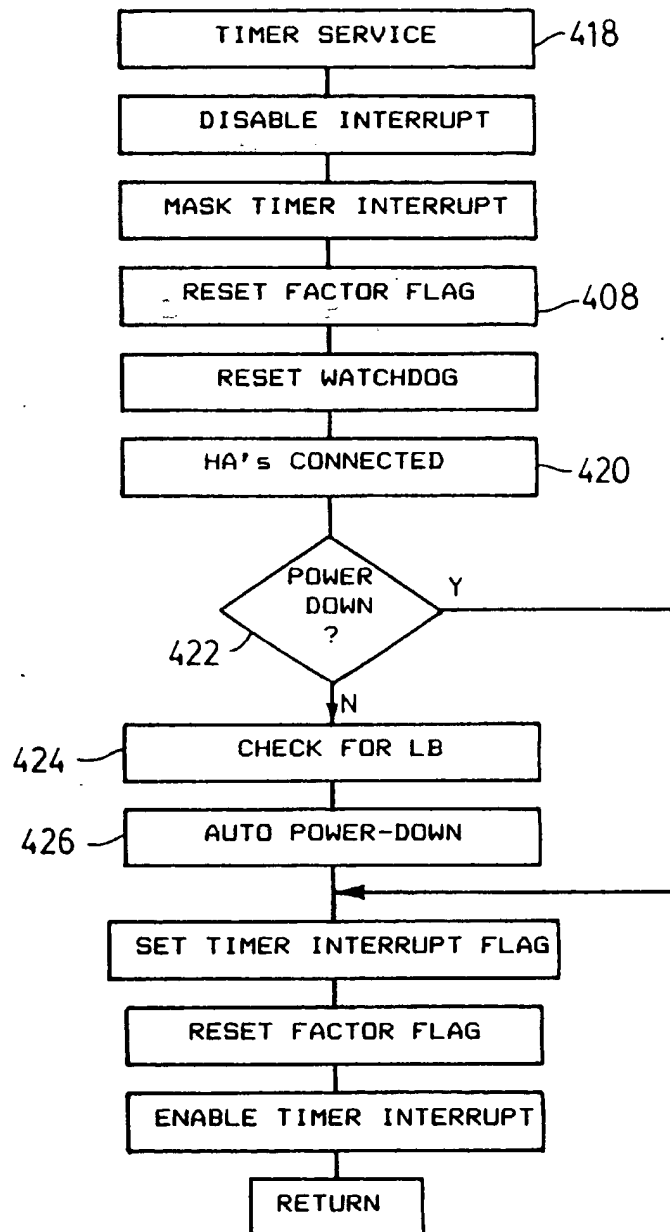 TIMER SERVICE
418
DISABLE INTERRUPT
MASK TIMER INTERRUPT
RESET FACTOR FLAG
408
RESET WATCHDOG
HA's CONNECTED
420
POWER
DOWN
?
Y
422
N
CHECK FOR LB
424
AUTO POWER-DOWN
426
SET TIMER INTERRUPT FLAG
RESET FACTOR FLAG
ENABLE TIMER INTERRUPT
RETURN